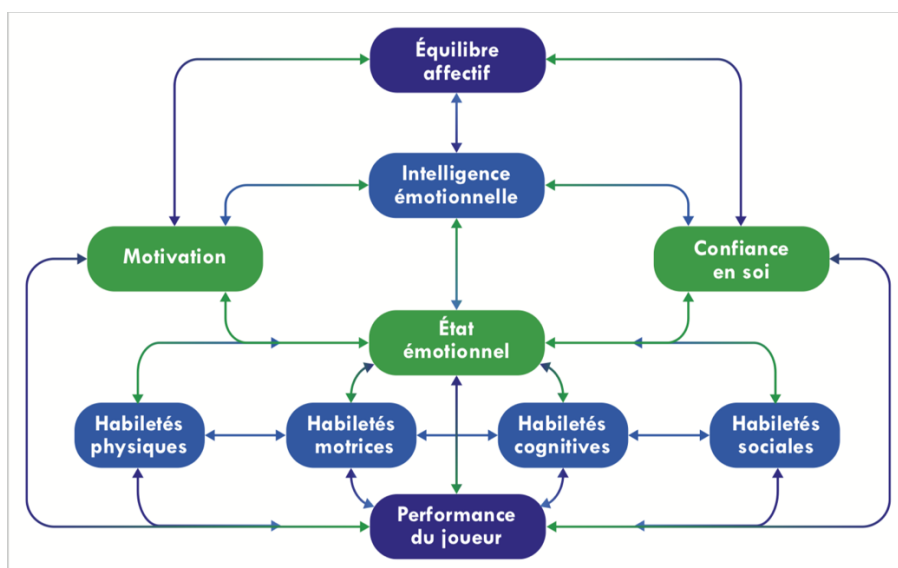 Équilibre
affectif
Intelligence
émotionnelle
Motivation
Confiance
en soi
État
émotionnel
Habiletés
physiques
Habiletés
motrices
Habiletés
cognitives
Habiletés
sociales
Performance
du joueur